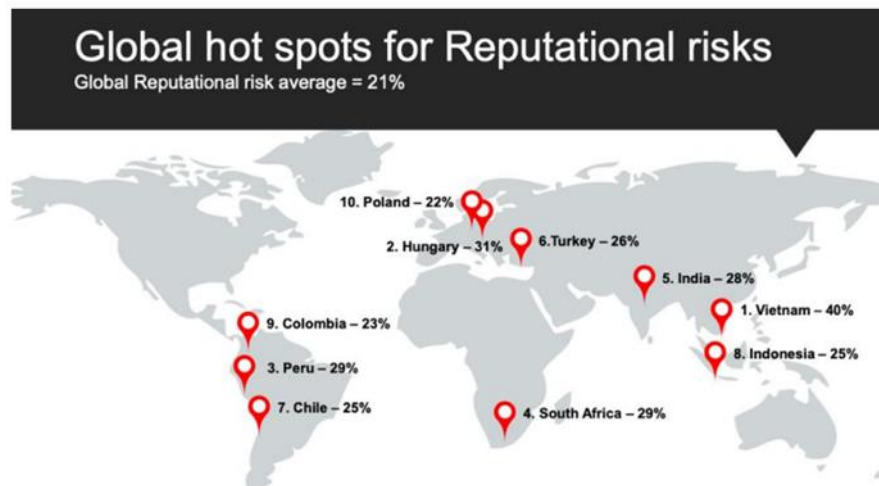 Global hot spots for Reputational risks
Global Reputational risk average = 21%
10. Poland – 22%
2. Hungary – 31%
6.Turkey – 26%
5. India – 28%
9. Colombia – 23%
1. Vietnam – 40%
3. Peru – 29%
8. Indonesia – 25%
7. Chile – 25%
4. South Africa – 29%